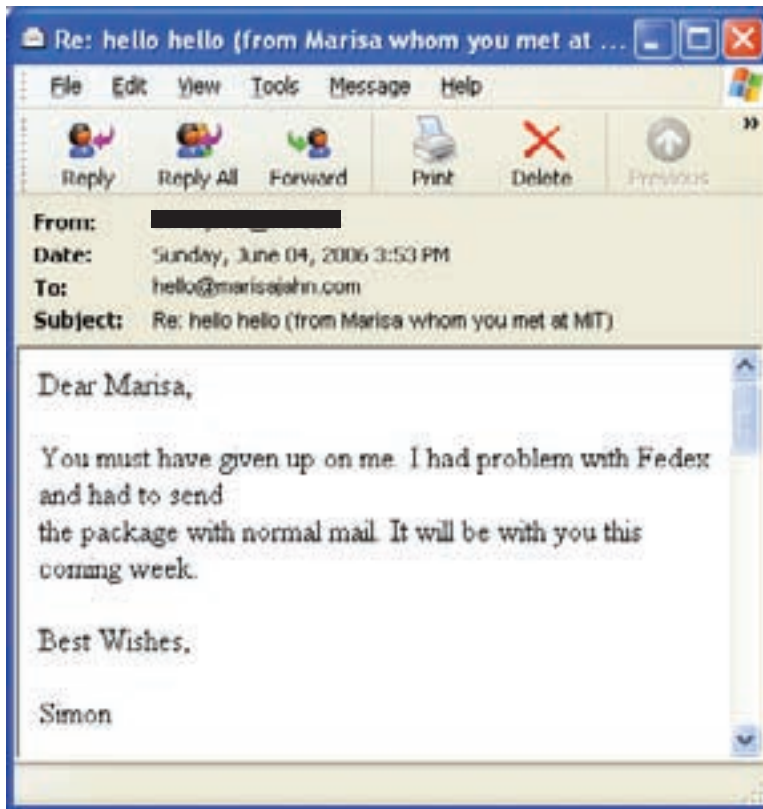 Re: hello hello (from Marisa whom you met at ...
File Edit View Tools Message Help
Reply Reply All Forward Print Delete Previous
From:
Date: Sunday, June 04, 2006 3:53 PM
To: hello@marisajahn.com
Subject: Re: hello hello (from Marisa whom you met at MIT)
Dear Marisa,
You must have given up on me. I had problem with Fedex
and had to send
the package with normal mail. It will be with you this
coming week.
Best Wishes,
Simon